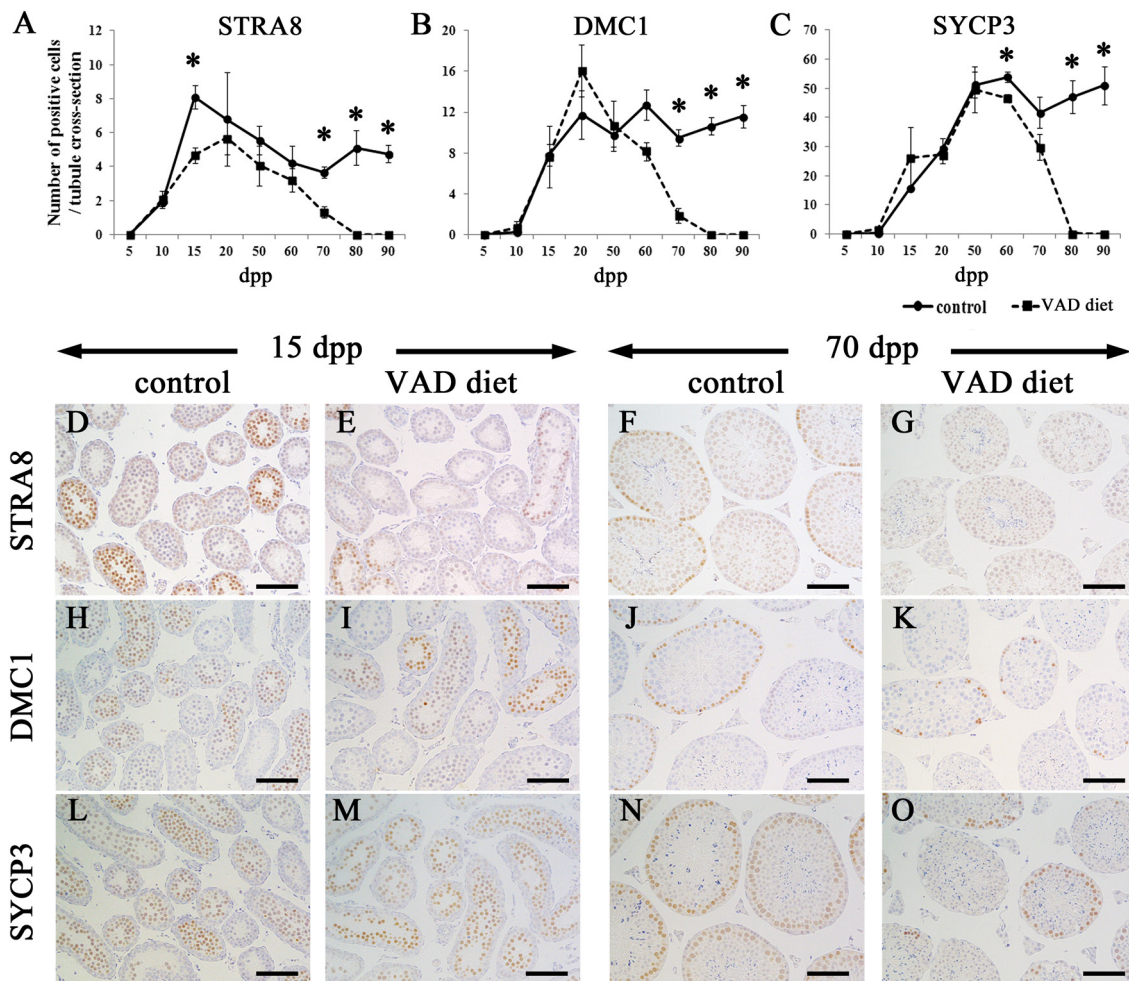 A STRA8
Number of positive cells
/ tubule cross-section
12
10
8
6
4
2
0
* * * *
5 10 15 20 50 60 70 80 90
dpp
B DMC1
20
16
12
8
4
0
* * *
5 10 15 20 50 60 70 80 90
dpp
C SYCP3
70
60
50
40
30
20
10
0
* * *
5 10 15 20 50 60 70 80 90
dpp
control VAD diet
15 dpp 70 dpp
control VAD diet control VAD diet
STRA8 D E F G
DMC1 H I J K
SYCP3 L M N O